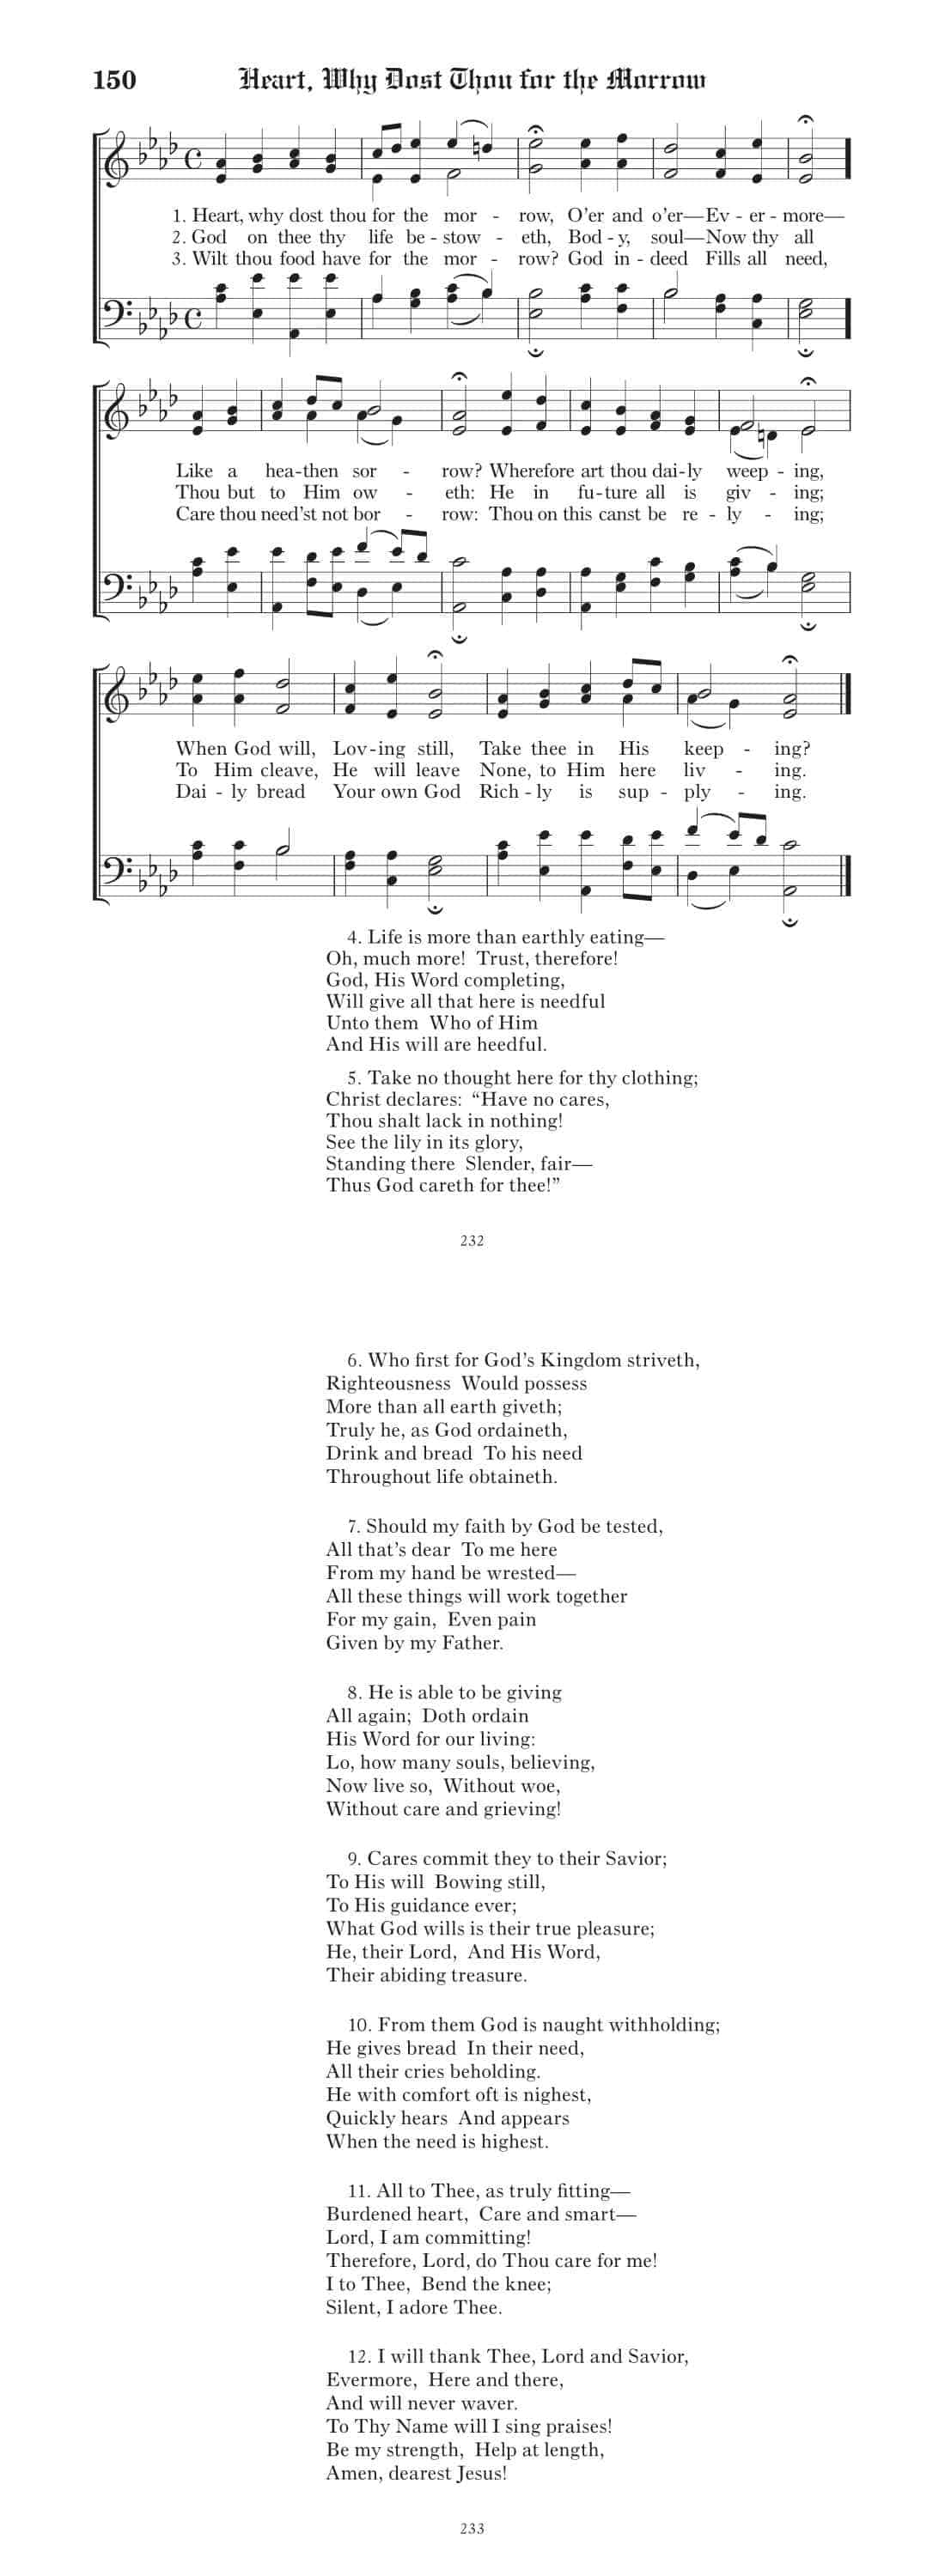 150 Heart, Why Dost Thou for the Morrow
1. Heart, why dost thou for the mor - row, O'er and o'er—Ev - er - more—
2. God on thee thy life be - stow - eth, Bod - y, soul—Now thy all
3. Wilt thou food have for the mor - row? God in - deed Fills all need,
Like a hea-then sor - row? Wherefore art thou dai-ly weep - ing,
Thou but to Him ow - eth: He in fu-ture all is giv - ing;
Care thou need'st not bor - row: Thou on this canst be re - ly - ing;
When God will, Lov-ing still, Take thee in His keep - ing?
To Him cleave, He will leave None, to Him here liv - ing.
Dai - ly bread Your own God Rich - ly is sup - ply - ing.
4. Life is more than earthly eating—
Oh, much more! Trust, therefore!
God, His Word completing,
Will give all that here is needful
Unto them Who of Him
And His will are heedful.
5. Take no thought here for thy clothing;
Christ declares: “Have no cares,
Thou shalt lack in nothing!
See the lily in its glory,
Standing there Slender, fair—
Thus God careth for thee!”
232
6. Who first for God's Kingdom striveth,
Righteousness Would possess
More than all earth giveth;
Truly he, as God ordaineth,
Drink and bread To his need
Throughout life obtaineth.
7. Should my faith by God be tested,
All that's dear To me here
From my hand be wrested—
All these things will work together
For my gain, Even pain
Given by my Father.
8. He is able to be giving
All again; Doth ordain
His Word for our living:
Lo, how many souls, believing,
Now live so, Without woe,
Without care and grieving!
9. Cares commit they to their Savior;
To His will Bowing still,
To His guidance ever;
What God wills is their true pleasure;
He, their Lord, And His Word,
Their abiding treasure.
10. From them God is naught withholding;
He gives bread In their need,
All their cries beholding.
He with comfort oft is nighest,
Quickly hears And appears
When the need is highest.
11. All to Thee, as truly fitting—
Burdened heart, Care and smart—
Lord, I am committing!
Therefore, Lord, do Thou care for me!
I to Thee, Bend the knee;
Silent, I adore Thee.
12. I will thank Thee, Lord and Savior,
Evermore, Here and there,
And will never waver.
To Thy Name will I sing praises!
Be my strength, Help at length,
Amen, dearest Jesus!
233